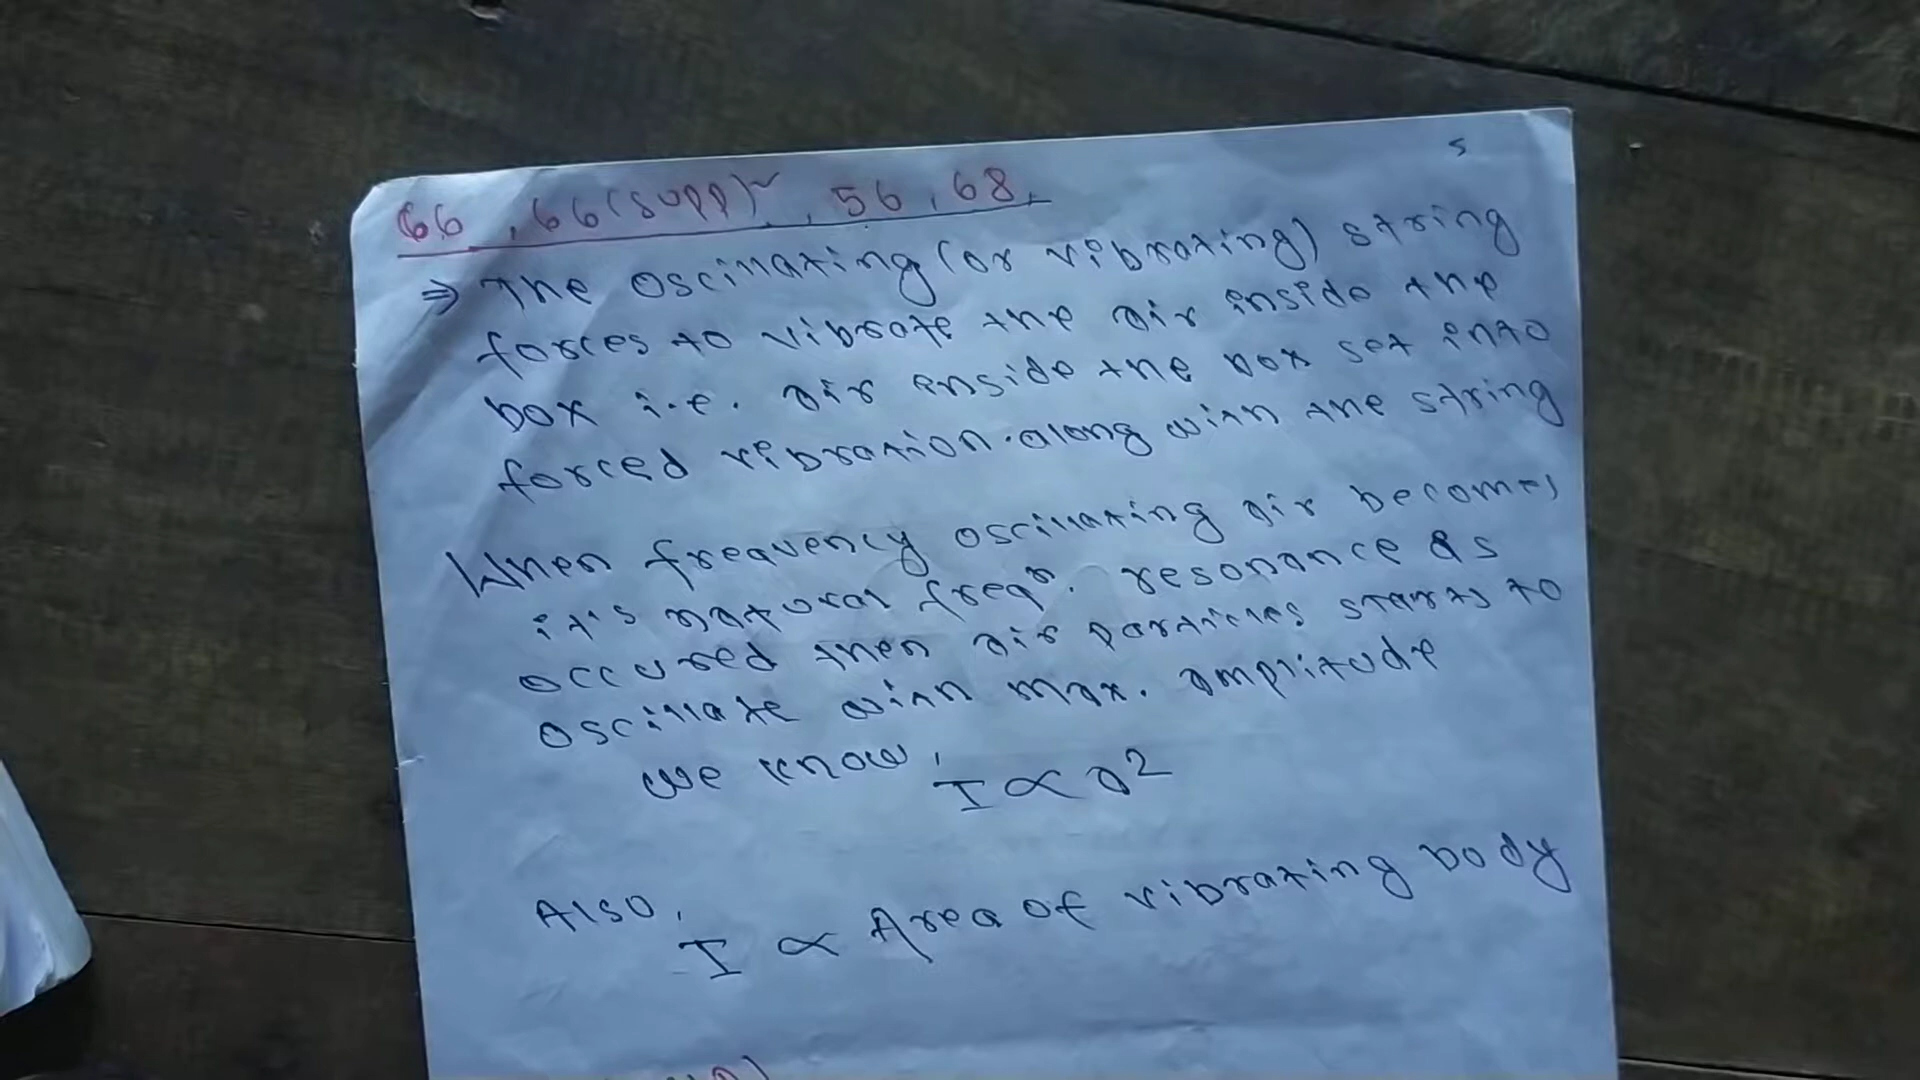 5
66, 66(supp), 56, 68,
⇒ The oscillating (or vibrating) string
forces to vibrate the air inside the
box i.e. air inside the box set into
forced vibration along with the string
When frequency oscillating air becomes
it's natural freqn. resonance is
occured then air particles starts to
oscillate with max. amplitude
we know, I ∝ a²
Also,
I ∝ Area of vibrating body